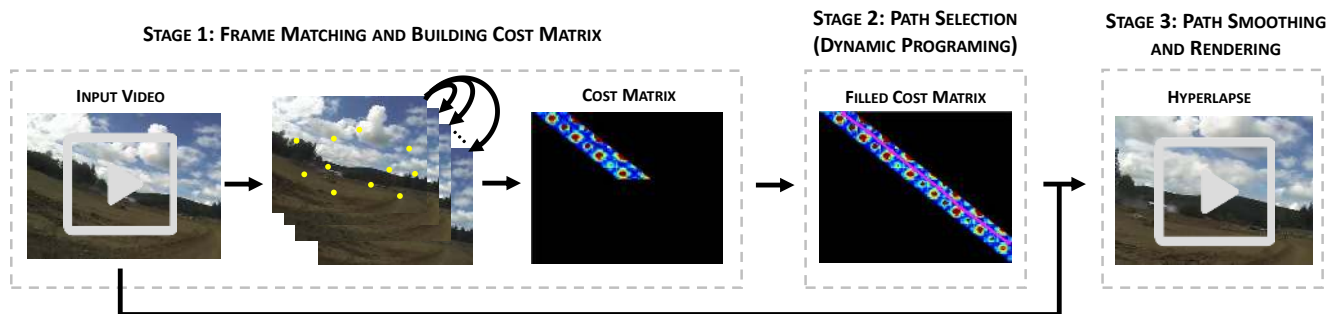 STAGE 1: FRAME MATCHING AND BUILDING COST MATRIX
INPUT VIDEO
COST MATRIX
STAGE 2: PATH SELECTION
(DYNAMIC PROGRAMING)
FILLED COST MATRIX
STAGE 3: PATH SMOOTHING
AND RENDERING
HYPERLAPSE